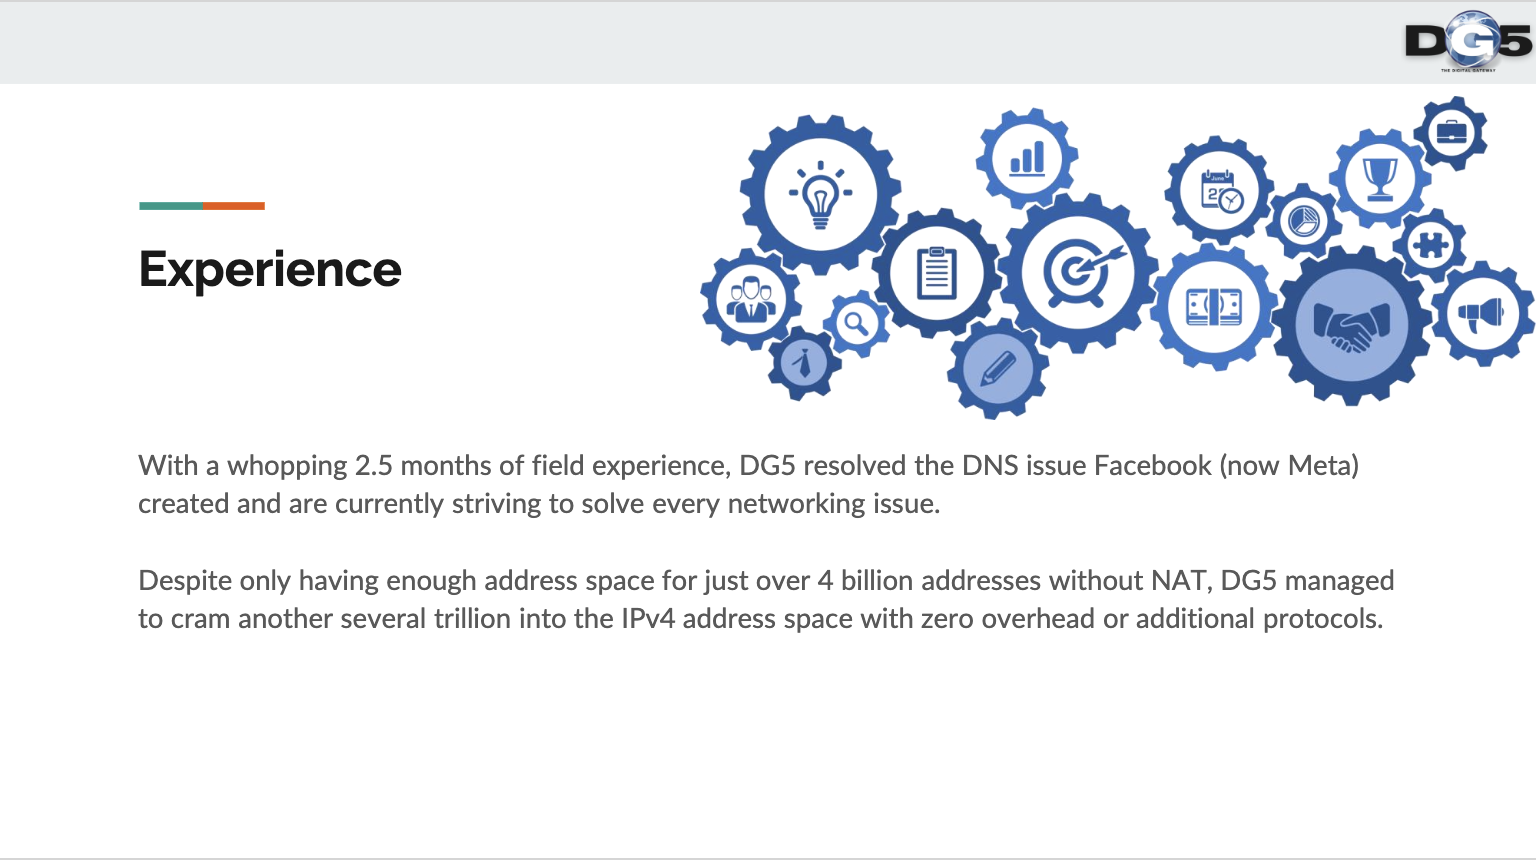 DG5
THE DIGITAL GATEWAY
Experience
June
With a whopping 2.5 months of field experience, DG5 resolved the DNS issue Facebook (now Meta)
created and are currently striving to solve every networking issue.
Despite only having enough address space for just over 4 billion addresses without NAT, DG5 managed
to cram another several trillion into the IPv4 address space with zero overhead or additional protocols.